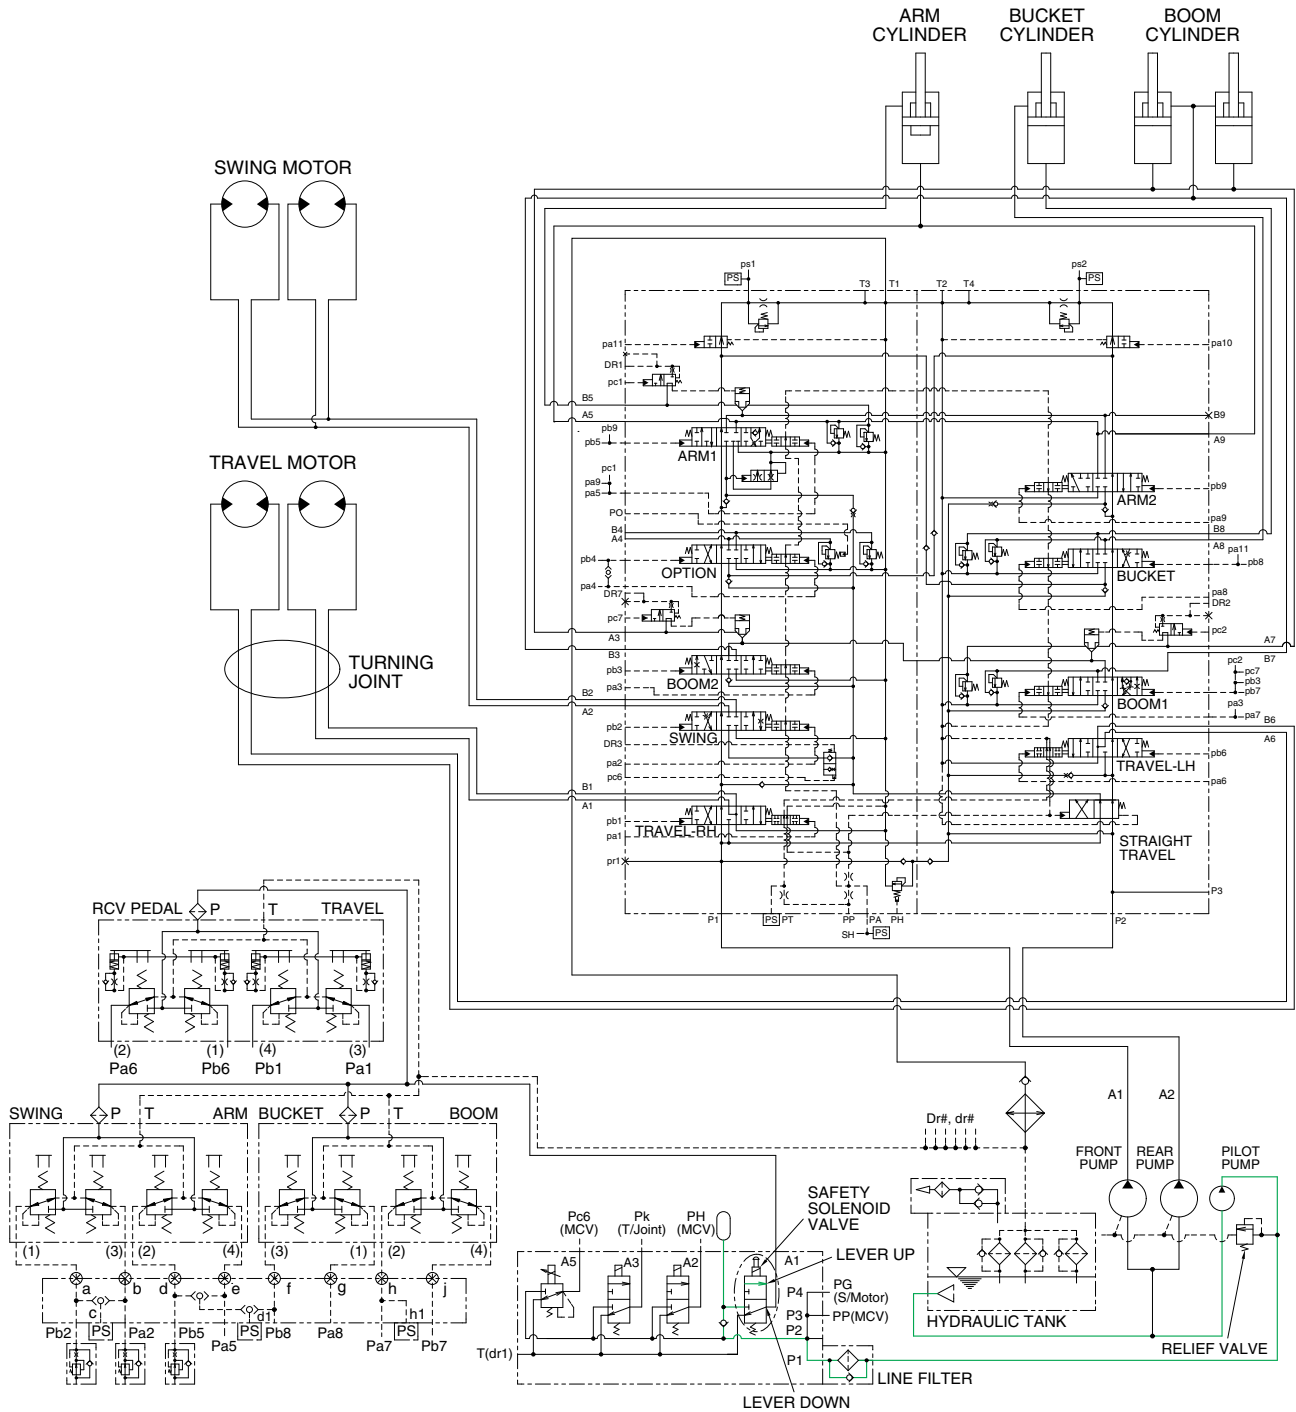 ARM
CYLINDER
BUCKET
CYLINDER
BOOM
CYLINDER
SWING MOTOR
TRAVEL MOTOR
TURNING
JOINT
ps1
PS
T3
T1
T2
T4
ps2
PS
pa11
DR1
pc1
B5
A5
pb9
pb5
ARM1
pc1
pa9
pa5
PO
B4
A4
pb4
OPTION
pa4
DR7
pc7
A3
B3
pb3
BOOM2
pa3
B2
A2
pb2
SWING
DR3
pa2
pc6
B1
A1
pb1
TRAVEL-RH
pa1
pr1
pa10
B9
A9
pb9
ARM2
pa9
B8
A8
pa11
pb8
BUCKET
pa8
DR2
pc2
A7
B7
pc2
pc7
pb3
pb7
BOOM1
pa3
pa7
B6
A6
pb6
TRAVEL-LH
pa6
STRAIGHT
TRAVEL
P3
P1
PS
PT
PP
PA
PH
SH
PS
P2
RCV PEDAL
P
T
TRAVEL
(2)
(1)
(4)
(3)
Pa6
Pb6
Pb1
Pa1
SWING
P
T
ARM
BUCKET
P
T
BOOM
(1)
(3)
(2)
(4)
(3)
(1)
(2)
(4)
a
b
d
e
f
g
h
j
c
d1
h1
Pb2
PS
Pa2
Pb5
Pa5
PS
Pb8
Pa8
Pa7
PS
Pb7
Dr#, dr#
A1
A2
FRONT
PUMP
REAR
PUMP
PILOT
PUMP
Pc6
(MCV)
Pk
(T/Joint)
PH
(MCV)
SAFETY
SOLENOID
VALVE
A5
A3
A2
A1
LEVER UP
P4
PG
(S/Motor)
P3
PP(MCV)
P2
T(dr1)
P1
LINE FILTER
LEVER DOWN
HYDRAULIC TANK
RELIEF VALVE